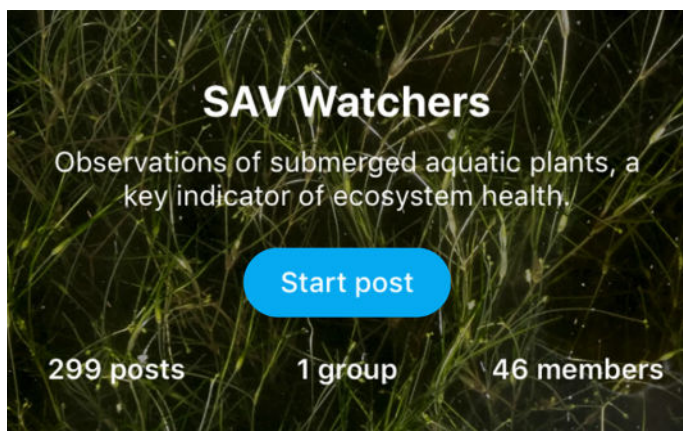 SAV Watchers
Observations of submerged aquatic plants, a
key indicator of ecosystem health.
Start post
299 posts 1 group 46 members